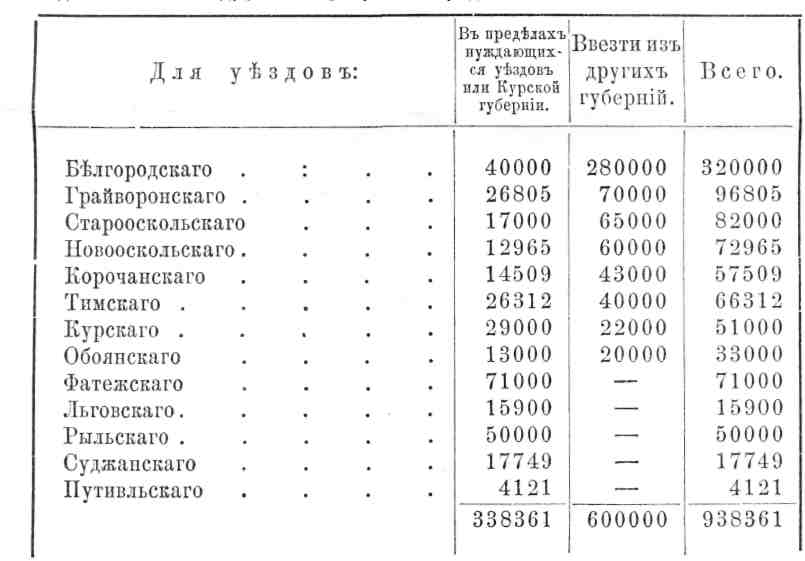 Для уѣздовъ: Въ предѣлахъ нуждающих- ся уѣздовъ или Курской губерніи. Ввезти изъ другихъ губерній. Всего.
Бѣлгородскаго . : . . 40000 280000 320000
Грайворонскаго . . . . 26805 70000 96805
Старооскольскаго . . . 17000 65000 82000
Новооскольскаго . . . . 12965 60000 72965
Корочанскаго . . . . 14509 43000 57509
Тимскаго . . . . 26312 40000 66312
Курскаго . . . . 29000 22000 51000
Обоянскаго . . . . 13000 20000 33000
Фатежскаго . . . . 71000 — 71000
Льговскаго . . . . 15900 — 15900
Рыльскаго . . . . 50000 — 50000
Суджанскаго . . . . 17749 — 17749
Путивльскаго . . . . 4121 — 4121
338361 600000 938361